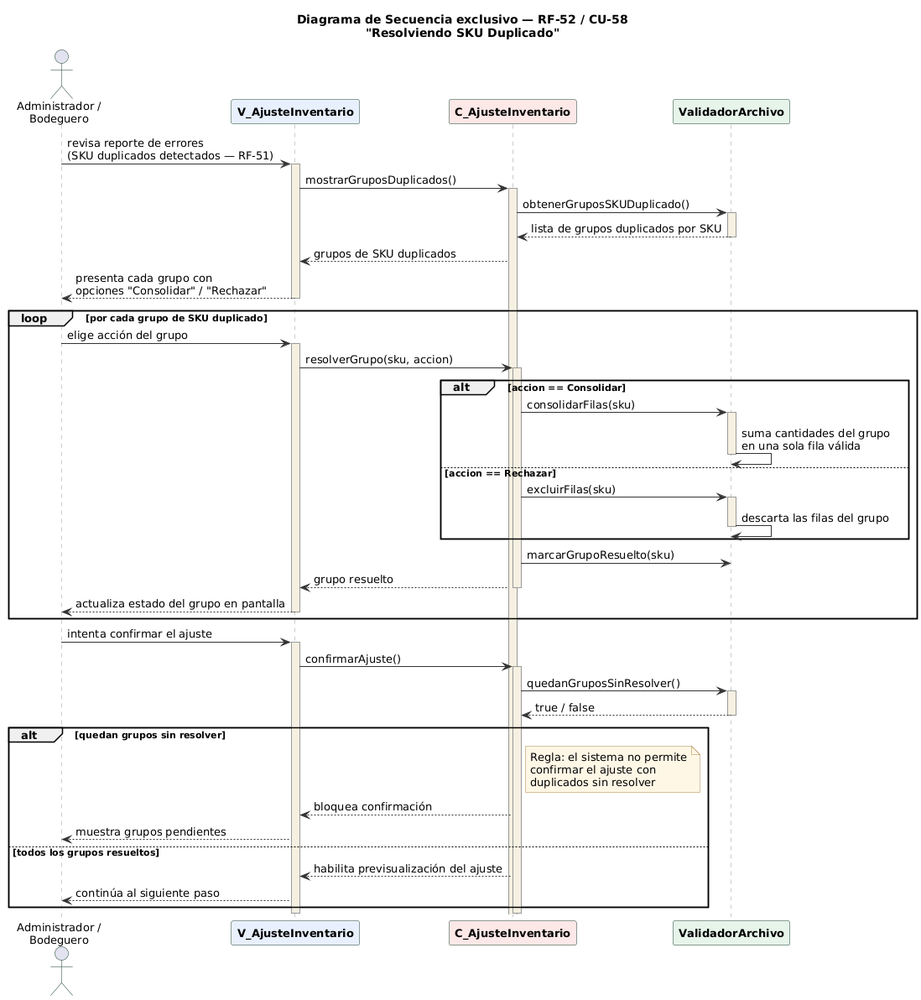 Diagrama de Secuencia exclusivo — RF-52 / CU-58
"Resolviendo SKU Duplicado"
Administrador /
Bodeguero
V_AjusteInventario
C_AjusteInventario
ValidadorArchivo
revisa reporte de errores
(SKU duplicados detectados — RF-51)
mostrarGruposDuplicados()
obtenerGruposSKUDuplicado()
lista de grupos duplicados por SKU
grupos de SKU duplicados
presenta cada grupo con
opciones "Consolidar" / "Rechazar"
loop [por cada grupo de SKU duplicado]
elige acción del grupo
resolverGrupo(sku, accion)
alt [accion == Consolidar]
consolidarFilas(sku)
suma cantidades del grupo
en una sola fila válida
[accion == Rechazar]
excluirFilas(sku)
descarta las filas del grupo
marcarGrupoResuelto(sku)
grupo resuelto
actualiza estado del grupo en pantalla
intenta confirmar el ajuste
confirmarAjuste()
quedanGruposSinResolver()
true / false
alt [quedan grupos sin resolver]
Regla: el sistema no permite
confirmar el ajuste con
duplicados sin resolver
bloquea confirmación
muestra grupos pendientes
[todos los grupos resueltos]
habilita previsualización del ajuste
continúa al siguiente paso
Administrador /
Bodeguero
V_AjusteInventario
C_AjusteInventario
ValidadorArchivo